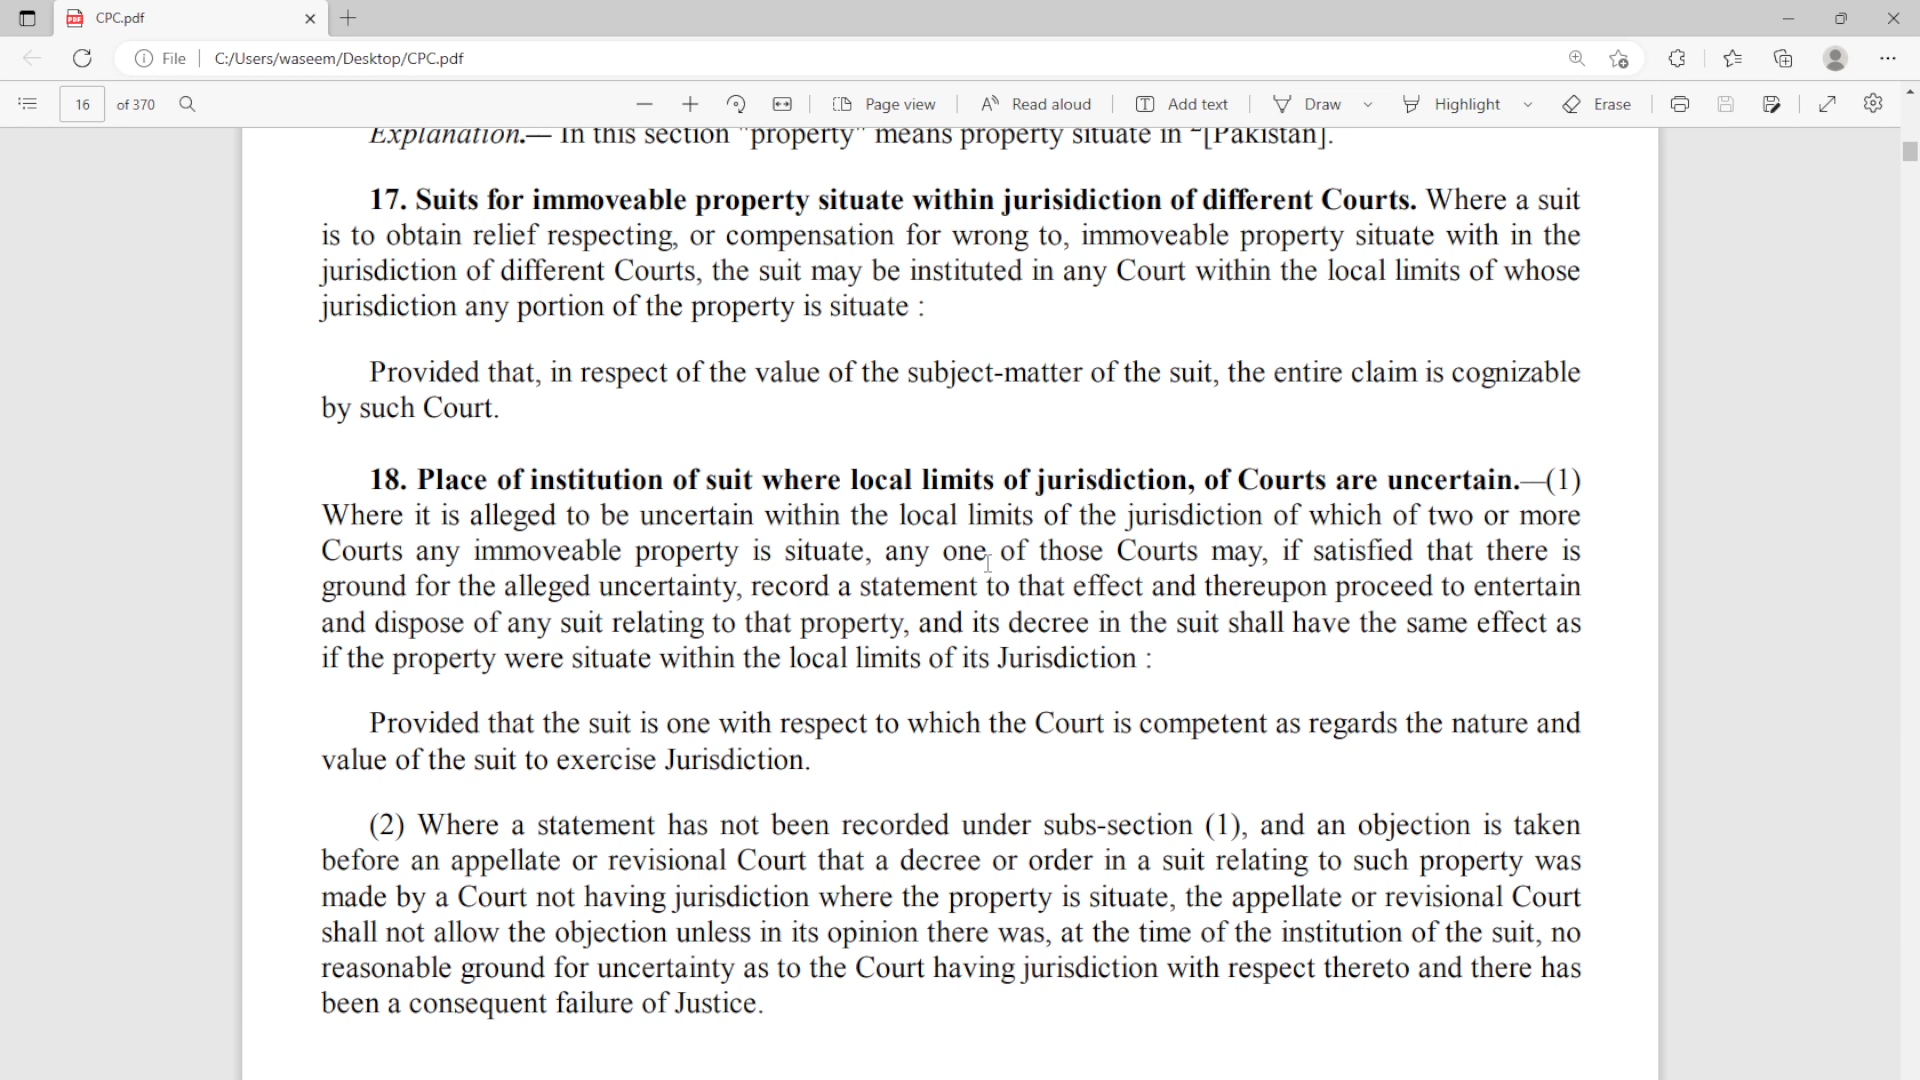 CPC.pdf
File C:/Users/waseem/Desktop/CPC.pdf
16 of 370 Page view Read aloud Add text Draw Highlight Erase
Explanation.— In this section "property" means property situate in 2[Pakistan].
17. Suits for immoveable property situate within jurisidiction of different Courts. Where a suit
is to obtain relief respecting, or compensation for wrong to, immoveable property situate with in the
jurisdiction of different Courts, the suit may be instituted in any Court within the local limits of whose
jurisdiction any portion of the property is situate :
Provided that, in respect of the value of the subject-matter of the suit, the entire claim is cognizable
by such Court.
18. Place of institution of suit where local limits of jurisdiction, of Courts are uncertain.—(1)
Where it is alleged to be uncertain within the local limits of the jurisdiction of which of two or more
Courts any immoveable property is situate, any one of those Courts may, if satisfied that there is
ground for the alleged uncertainty, record a statement to that effect and thereupon proceed to entertain
and dispose of any suit relating to that property, and its decree in the suit shall have the same effect as
if the property were situate within the local limits of its Jurisdiction :
Provided that the suit is one with respect to which the Court is competent as regards the nature and
value of the suit to exercise Jurisdiction.
(2) Where a statement has not been recorded under subs-section (1), and an objection is taken
before an appellate or revisional Court that a decree or order in a suit relating to such property was
made by a Court not having jurisdiction where the property is situate, the appellate or revisional Court
shall not allow the objection unless in its opinion there was, at the time of the institution of the suit, no
reasonable ground for uncertainty as to the Court having jurisdiction with respect thereto and there has
been a consequent failure of Justice.